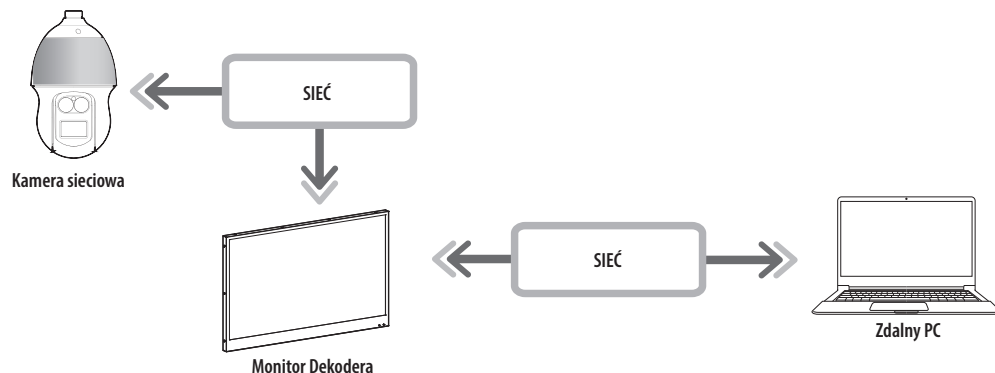 SIEĆ
Kamera sieciowa
SIEĆ
Zdalny PC
Monitor Dekodera